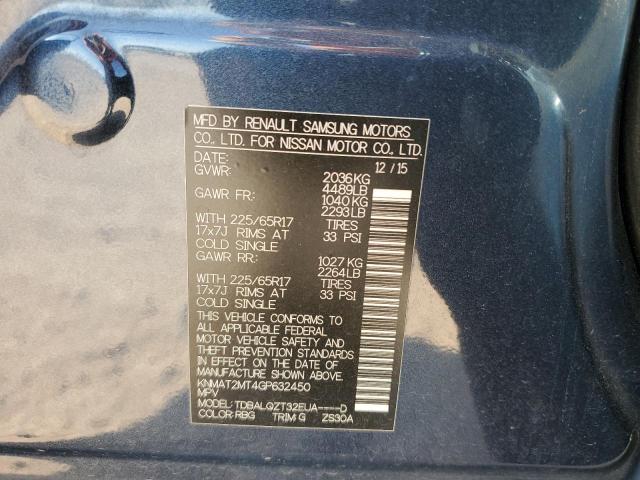 MFD BY RENAULT SAMSUNG MOTORS
CO., LTD. FOR NISSAN MOTOR CO., LTD.
DATE: 12/15
GVWR: 2036KG
4489LB
GAWR FR: 1040KG
2293LB
WITH 225/65R17 TIRES
17x7J RIMS AT 33 PSI
COLD SINGLE
GAWR RR: 1027 KG
2264LB
WITH 225/65R17 TIRES
17x7J RIMS AT 33 PSI
COLD SINGLE
THIS VEHICLE CONFORMS TO
ALL APPLICABLE FEDERAL
MOTOR VEHICLE SAFETY AND
THEFT PREVENTION STANDARDS
IN EFFECT ON THE DATE OF
MANUFACTURE SHOWN ABOVE.
KNMAT2MT4GP632450
MPV
MODEL: TDBALQZT32EUA----D
COLOR: RBG TRIM: G ZS30A